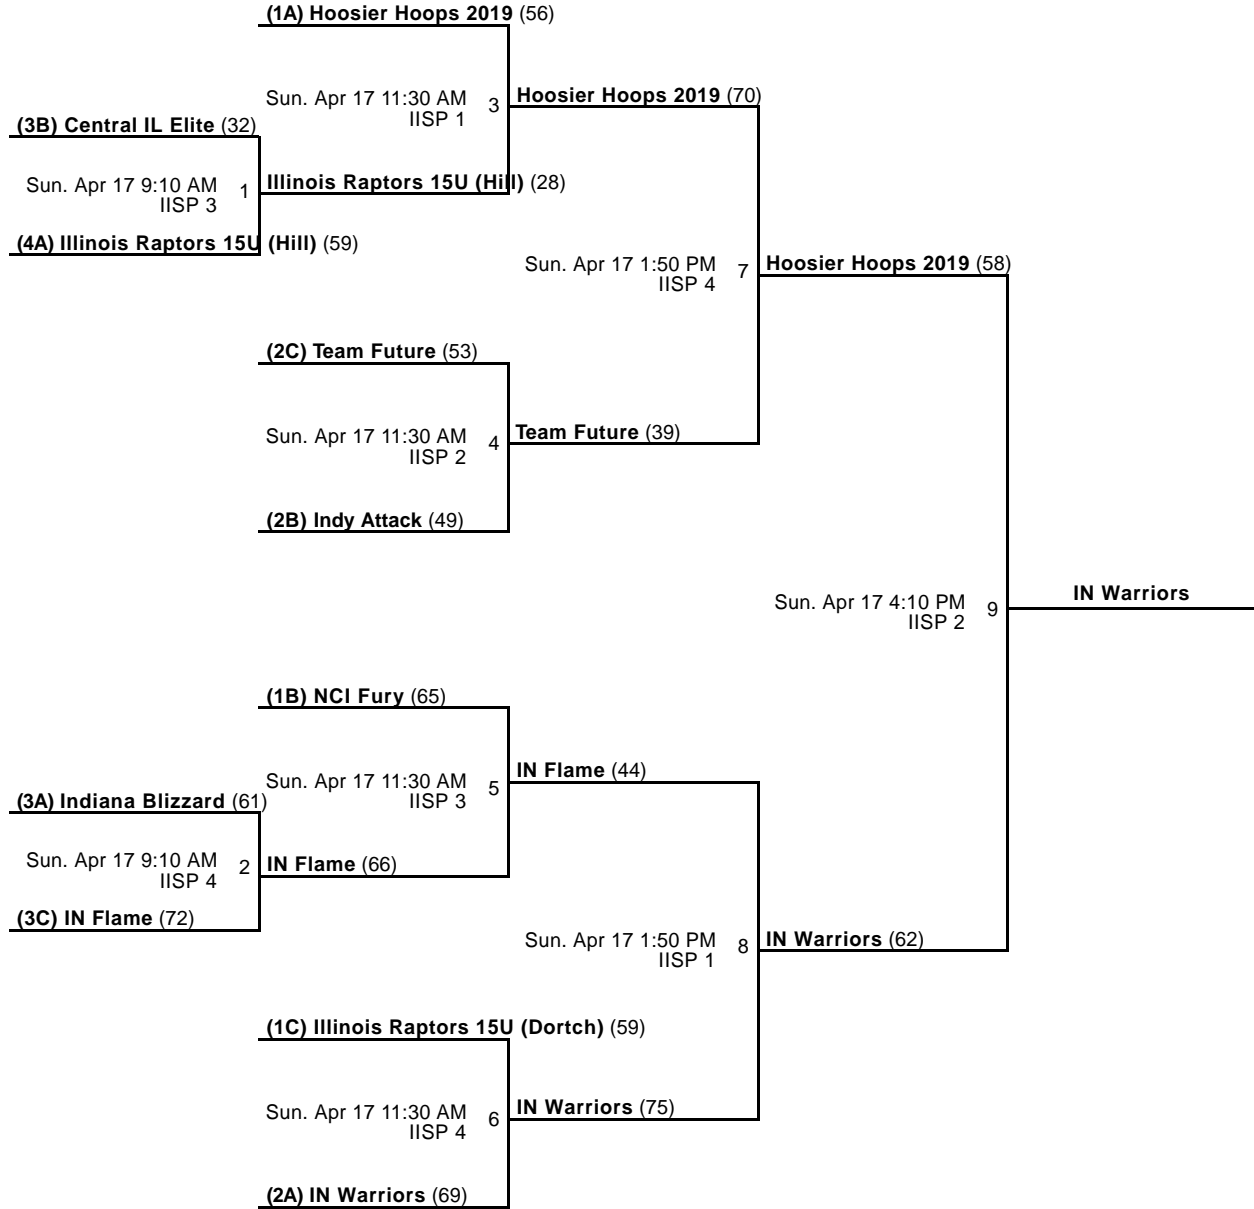 (1A) Hoosier Hoops 2019 (56)
Sun. Apr 17 11:30 AM
IISP 1
3
Hoosier Hoops 2019 (70)
(3B) Central IL Elite (32)
Sun. Apr 17 9:10 AM
IISP 3
1
Illinois Raptors 15U (Hill) (28)
(4A) Illinois Raptors 15U (Hill) (59)
Sun. Apr 17 1:50 PM
IISP 4
7
Hoosier Hoops 2019 (58)
(2C) Team Future (53)
Sun. Apr 17 11:30 AM
IISP 2
4
Team Future (39)
(2B) Indy Attack (49)
Sun. Apr 17 4:10 PM
IISP 2
9
IN Warriors
(1B) NCI Fury (65)
Sun. Apr 17 11:30 AM
IISP 3
5
IN Flame (44)
(3A) Indiana Blizzard (61)
Sun. Apr 17 9:10 AM
IISP 4
2
IN Flame (66)
(3C) IN Flame (72)
Sun. Apr 17 1:50 PM
IISP 1
8
IN Warriors (62)
(1C) Illinois Raptors 15U (Dortch) (59)
Sun. Apr 17 11:30 AM
IISP 4
6
IN Warriors (75)
(2A) IN Warriors (69)